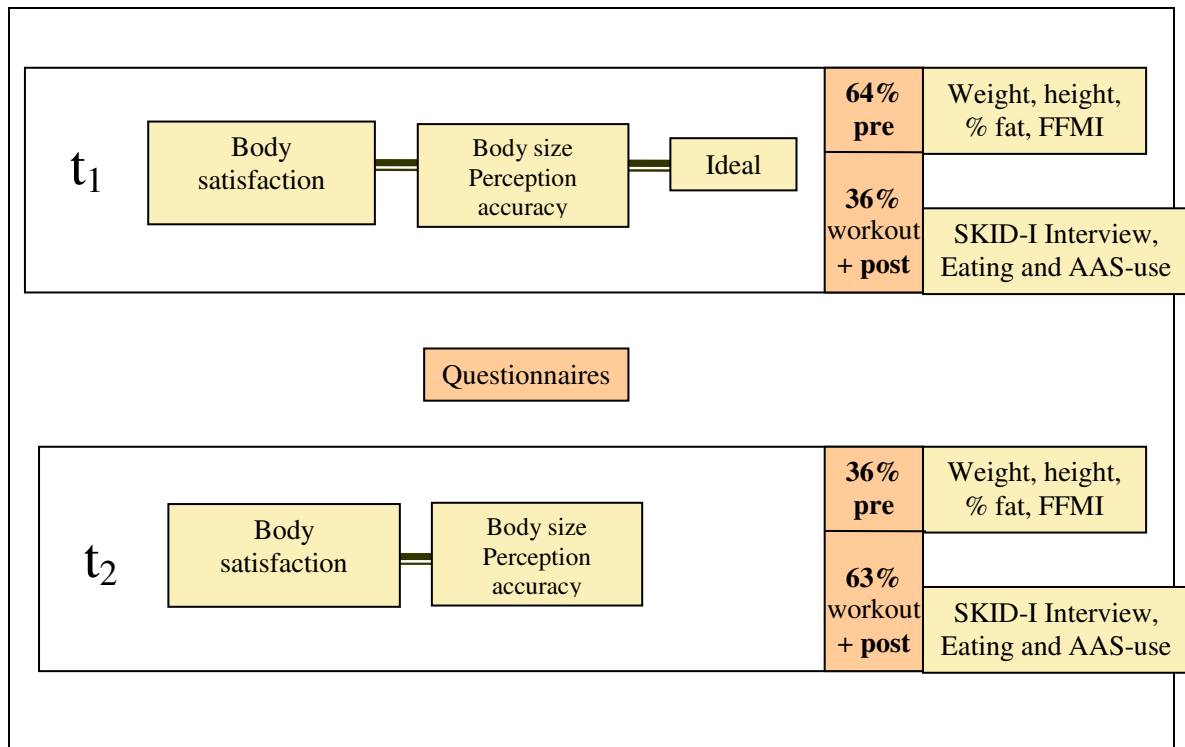 t1
Body
satisfaction
Body size
Perception
accuracy
Ideal
64%
pre
36%
workout
+ post
Weight, height,
% fat, FFMI
SKID-I Interview,
Eating and AAS-use
Questionnaires
t2
Body
satisfaction
Body size
Perception
accuracy
36%
pre
63%
workout
+ post
Weight, height,
% fat, FFMI
SKID-I Interview,
Eating and AAS-use